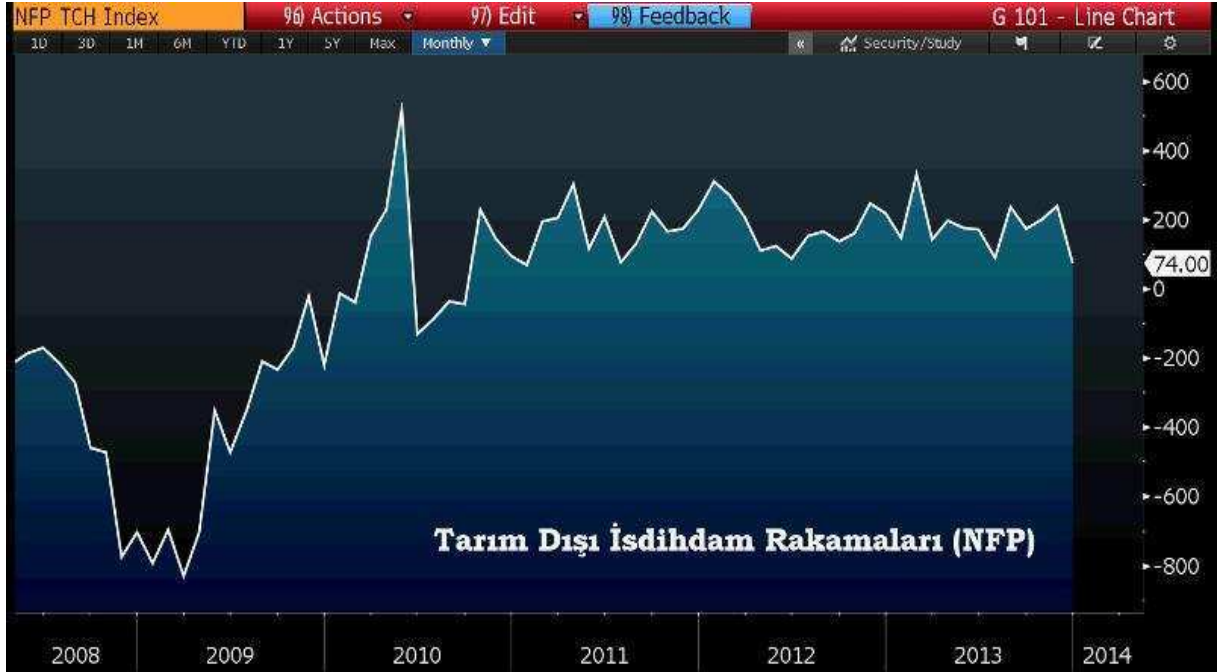 NFP TCH Index 96) Actions 97) Edit 98) Feedback G 101 - Line Chart
1D 3D 1M 6M YTD 1Y 5Y Max Monthly ▼ « Security/Study
600
400
200
74.00
0
-200
-400
-600
Tarım Dışı İsdihdam Rakamaları (NFP)
-800
2008 2009 2010 2011 2012 2013 2014